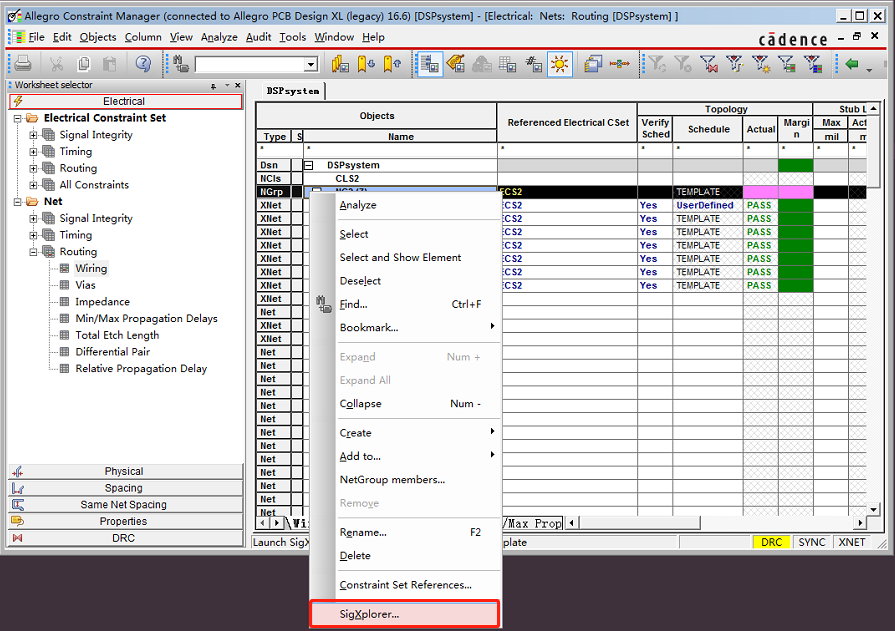 Allegro Constraint Manager (connected to Allegro PCB Design XL (legacy) 16.6) [DSPsystem] - [Electrical: Nets: Routing [DSPsystem] ]
File Edit Objects Column View Analyze Audit Tools Window Help
cādence
Worksheet selector
Electrical
Electrical Constraint Set
Signal Integrity
Timing
Routing
All Constraints
Net
Signal Integrity
Timing
Routing
Wiring
Vias
Impedance
Min/Max Propagation Delays
Total Etch Length
Differential Pair
Relative Propagation Delay
Physical
Spacing
Same Net Spacing
Properties
DRC
DSPsystem
Objects Referenced Electrical CSet Topology Stub L
Verify Sched Schedule Actual Margin Max Act
Type S Name mil m
* * * * * * * * *
Dsn DSPsystem
NCls CLS2
NGrp ECS2 TEMPLATE
XNet ECS2 Yes UserDefined PASS
XNet ECS2 Yes TEMPLATE PASS
XNet ECS2 Yes TEMPLATE PASS
XNet ECS2 Yes TEMPLATE PASS
XNet ECS2 Yes TEMPLATE PASS
XNet ECS2 Yes TEMPLATE PASS
XNet ECS2 Yes TEMPLATE PASS
XNet
Net
XNet
XNet
Net
Net
Net
Net
Net
Net
Net
Net
Net
Net
Net
Net
Analyze
Select
Select and Show Element
Deselect
Find... Ctrl+F
Bookmark...
Expand Num +
Expand All
Collapse Num -
Create
Add to...
NetGroup members...
Remove
Rename... F2
Delete
Constraint Set References...
SigXplorer...
Wi /Max Prop
Launch SigX plate
DRC SYNC XNET